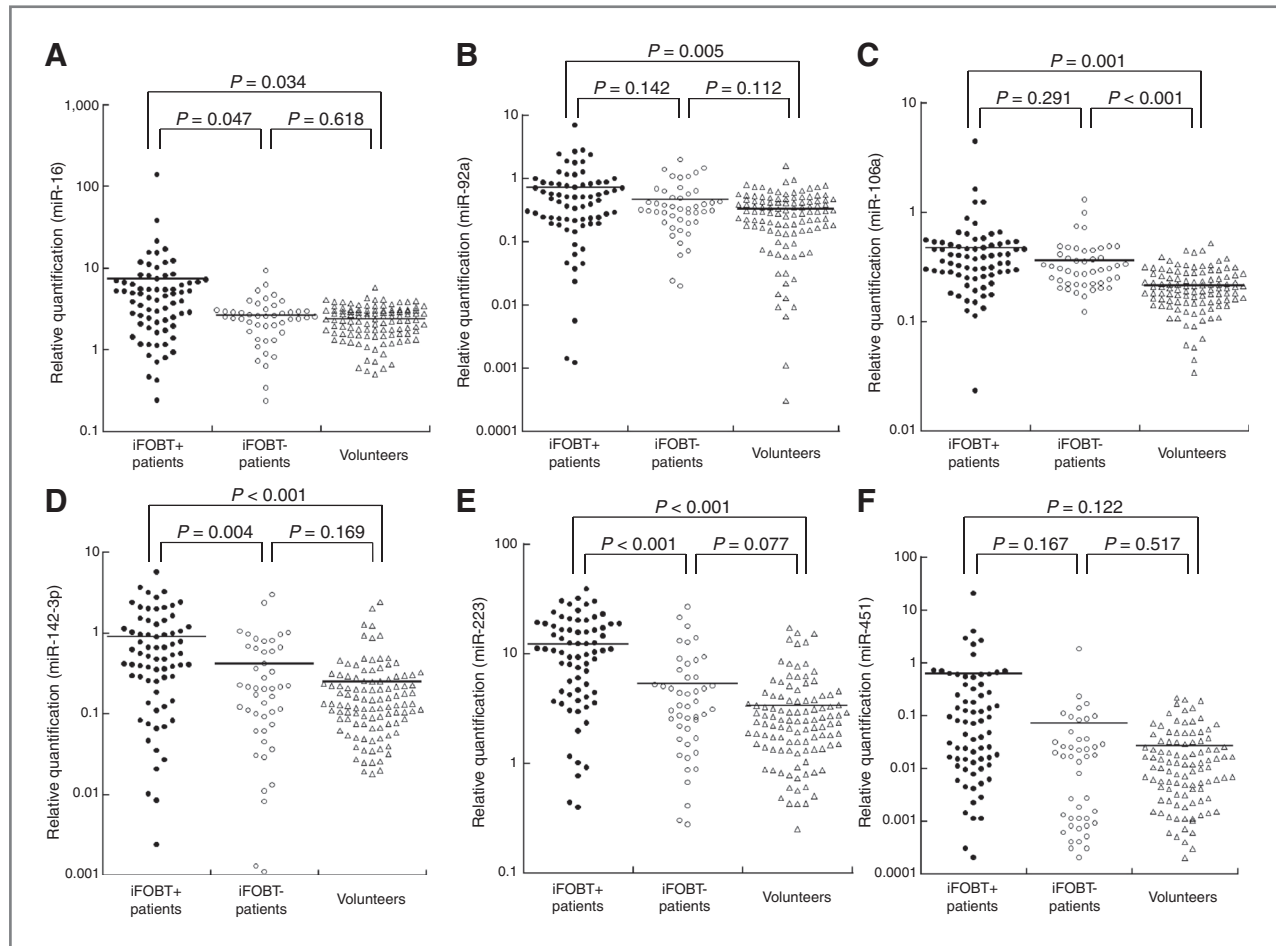 A
P = 0.034
P = 0.047
P = 0.618
Relative quantification (miR-16)
1,000
100
10
1
0.1
iFOBT+
patients
iFOBT-
patients
Volunteers
B
P = 0.005
P = 0.142
P = 0.112
Relative quantification (miR-92a)
10
1
0.1
0.01
0.001
0.0001
iFOBT+
patients
iFOBT-
patients
Volunteers
C
P = 0.001
P = 0.291
P < 0.001
Relative quantification (miR-106a)
10
1
0.1
0.01
iFOBT+
patients
iFOBT-
patients
Volunteers
D
P < 0.001
P = 0.004
P = 0.169
Relative quantification (miR-142-3p)
10
1
0.1
0.01
0.001
iFOBT+
patients
iFOBT-
patients
Volunteers
E
P < 0.001
P < 0.001
P = 0.077
Relative quantification (miR-223)
100
10
1
0.1
iFOBT+
patients
iFOBT-
patients
Volunteers
F
P = 0.122
P = 0.167
P = 0.517
Relative quantification (miR-451)
100
10
1
0.1
0.01
0.001
0.0001
iFOBT+
patients
iFOBT-
patients
Volunteers